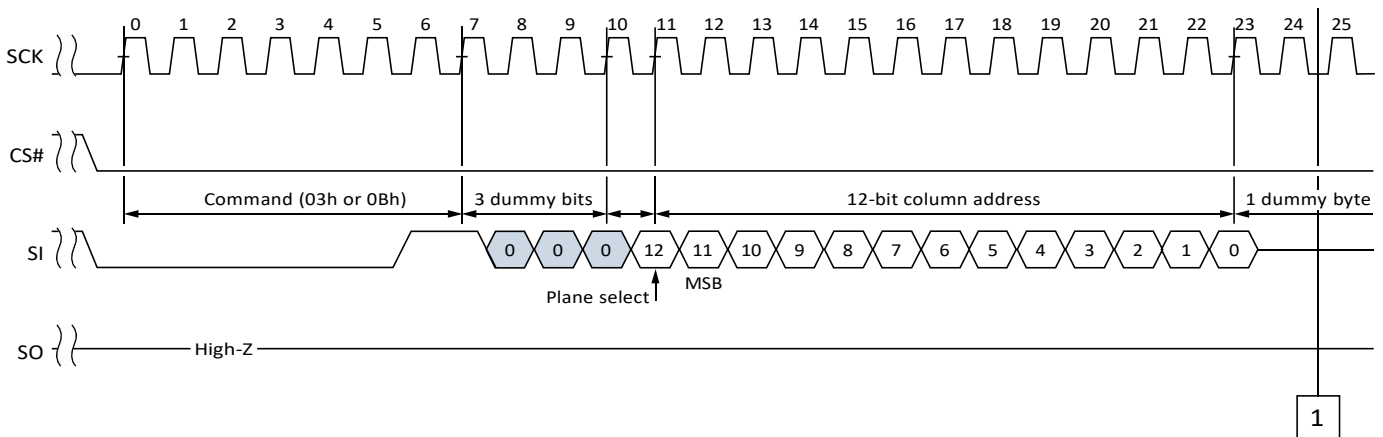 0 1 2 3 4 5 6 7 8 9 10 11 12 13 14 15 16 17 18 19 20 21 22 23 24 25
SCK
CS#
Command (03h or 0Bh) 3 dummy bits 12-bit column address 1 dummy byte
SI 0 0 0 12 11 10 9 8 7 6 5 4 3 2 1 0
MSB
Plane select
SO High-Z
1